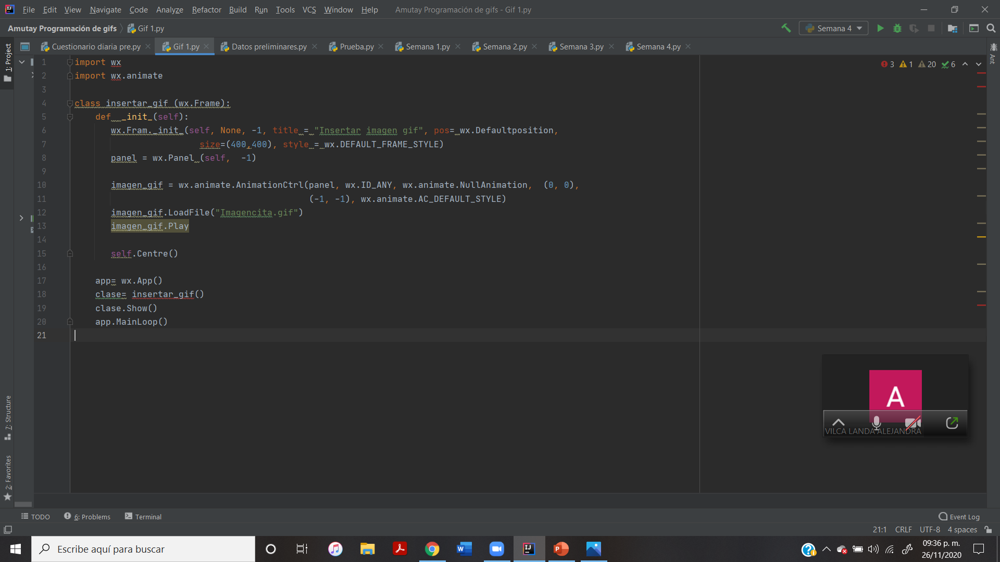 File Edit View Navigate Code Analyze Refactor Build Run Tools VCS Window Help Amutay Programación de gifs - Gif 1.py
Amutay Programación de gifs Gif 1.py Semana 4
Cuestionario diaria pre.py Gif 1.py Datos preliminares.py Prueba.py Semana 1.py Semana 2.py Semana 3.py Semana 4.py
1: Project
Ant
3 1 20 6
1 import wx
2 import wx.animate
3
4 class insertar_gif (wx.Frame):
5 def __init_(self):
6 wx.Fram._init_(self, None, -1, title = "Insertar imagen gif", pos= wx.Defaultposition,
7 size=(400,400), style = wx.DEFAULT_FRAME_STYLE)
8 panel = wx.Panel (self, -1)
9
10 imagen_gif = wx.animate.AnimationCtrl(panel, wx.ID_ANY, wx.animate.NullAnimation, (0, 0),
11 (-1, -1), wx.animate.AC_DEFAULT_STYLE)
12 imagen_gif.LoadFile("Imagencita.gif")
13 imagen_gif.Play
14
15 self.Centre()
16
17 app= wx.App()
18 clase= insertar_gif()
19 clase.Show()
20 app.MainLoop()
21
7: Structure
2: Favorites
A
VILCA LANDA ALEJANDRA
TODO 6: Problems Terminal Event Log
21:1 CRLF UTF-8 4 spaces
Escribe aquí para buscar
09:36 p. m.
26/11/2020